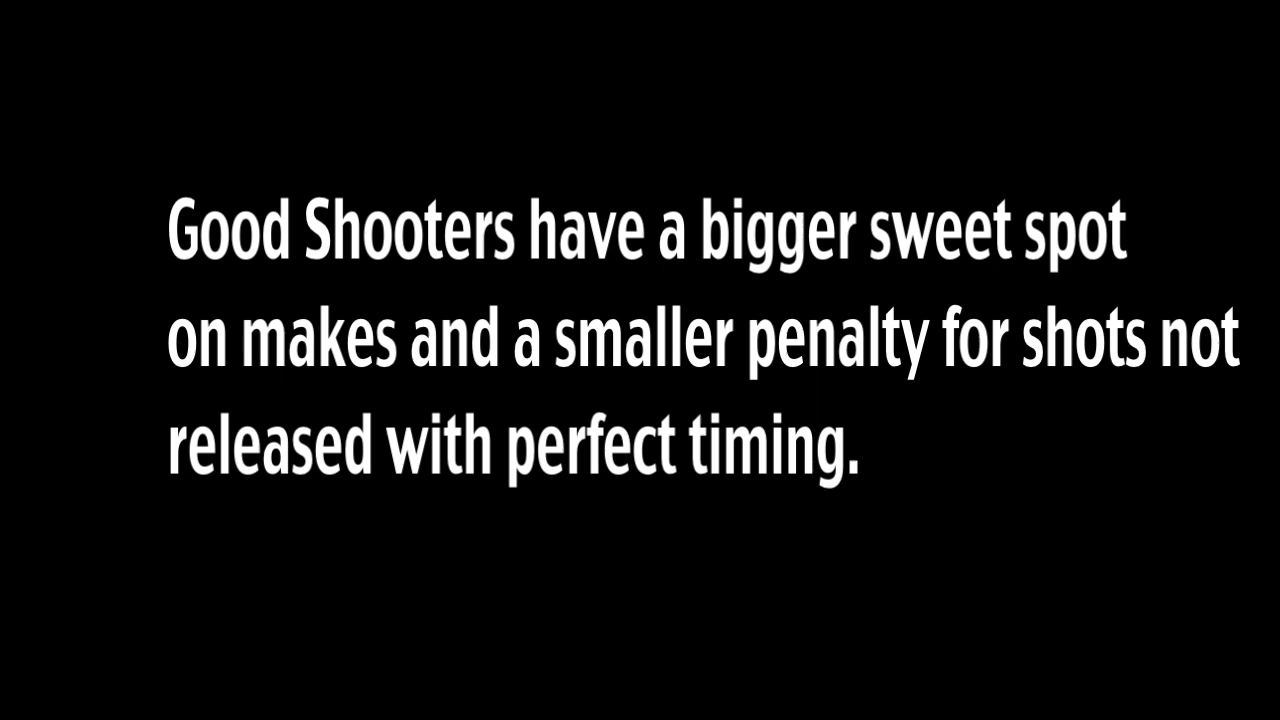 Good Shooters have a bigger sweet spot
on makes and a smaller penalty for shots not
released with perfect timing.